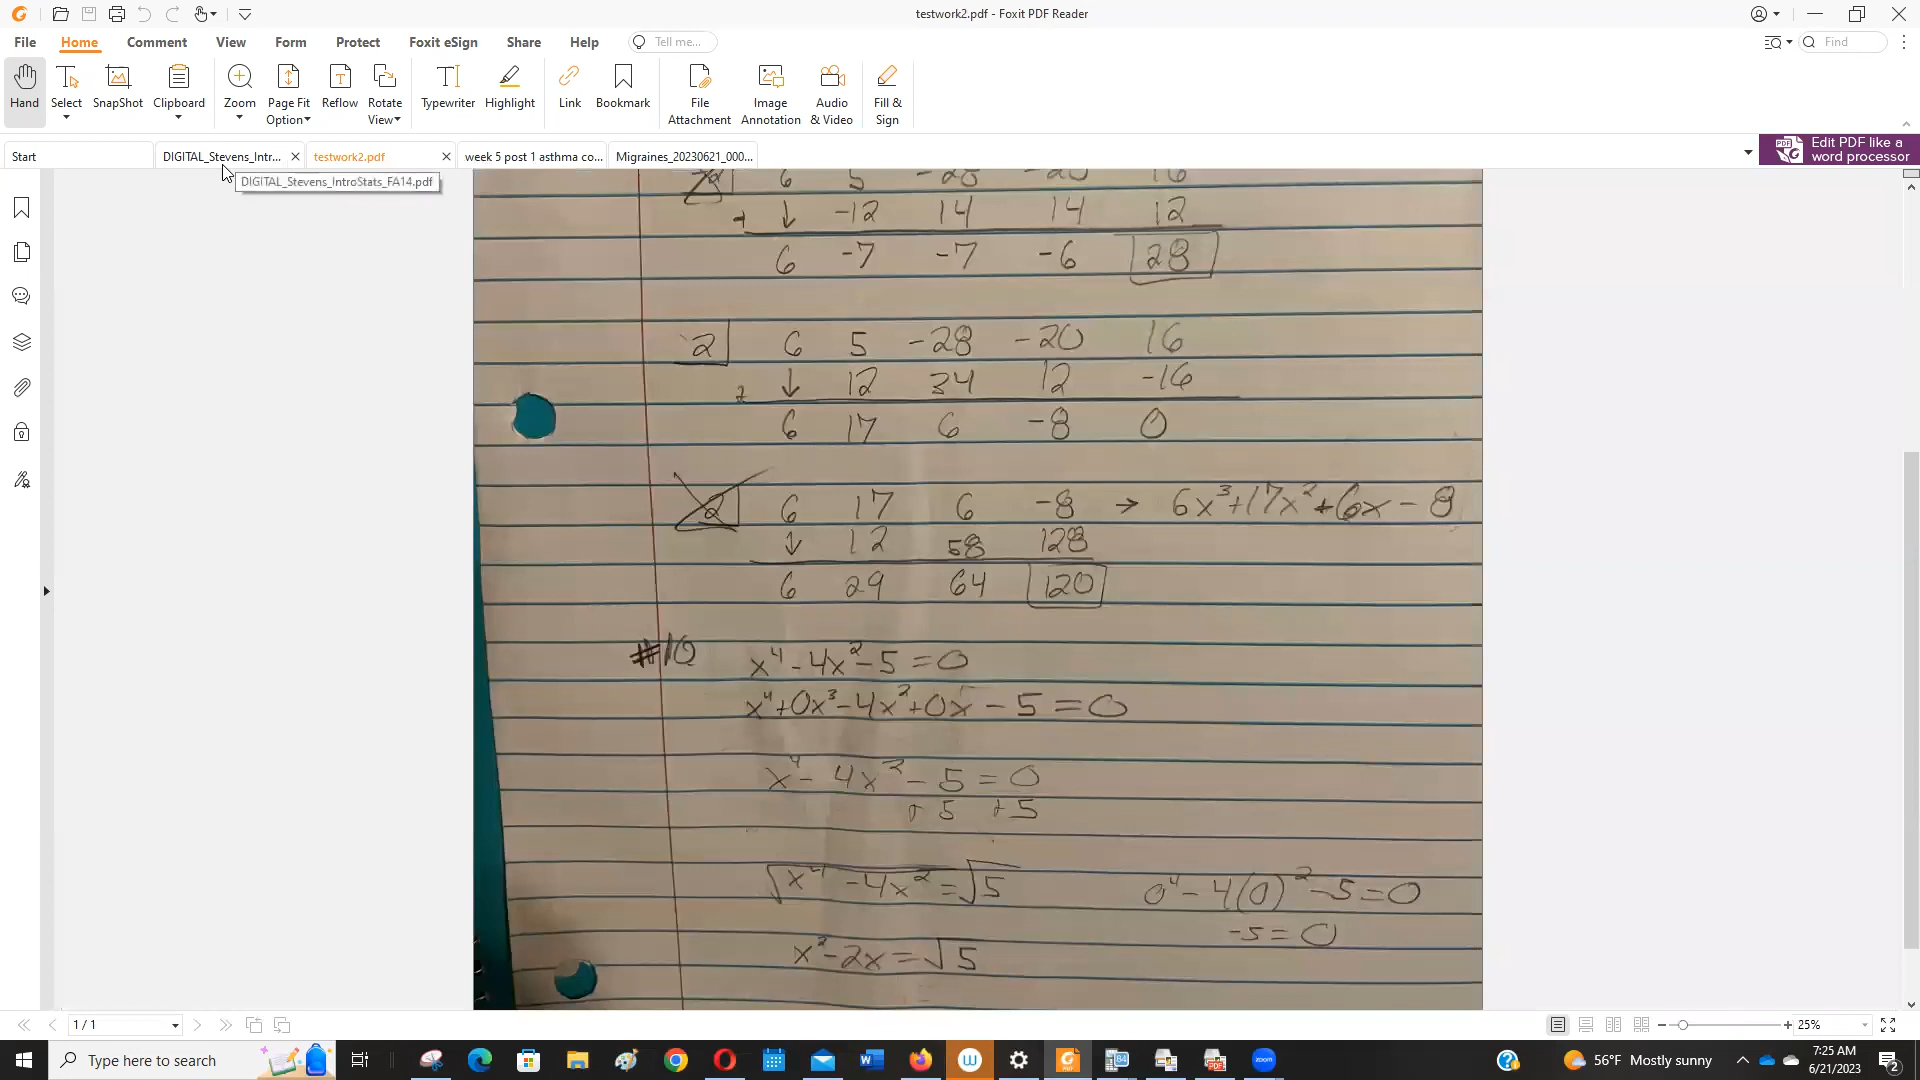 testwork2.pdf - Foxit PDF Reader
File Home Comment View Form Protect Foxit eSign Share Help Tell me... Find
Hand Select SnapShot Clipboard Zoom Page Fit Option Reflow Rotate View Typewriter Highlight Link Bookmark File Attachment Image Annotation Audio & Video Fill & Sign
Start DIGITAL_Stevens_Intr... testwork2.pdf week 5 post 1 asthma co... Migraines_20230621_000... Edit PDF like a word processor
DIGITAL_Stevens_IntroStats_FA14.pdf
6 5 -28 -20 16
+ ↓ -12 14 14 12
6 -7 -7 -6 28
2 6 5 -28 -20 16
+ ↓ 12 34 12 -16
6 17 6 -8 0
2 6 17 6 -8 → 6x³+17x²+6x-8
↓ 12 58 128
6 29 64 120
#10 x⁴-4x²-5=0
x⁴+0x³-4x²+0x-5=0
x⁴-4x²-5=0
+5 +5
√x⁴-4x²=√5 0⁴-4(0)²-5=0
-5=0
x²-2x=√5
1 / 1 25%
Type here to search 56°F Mostly sunny 7:25 AM
6/21/2023 2